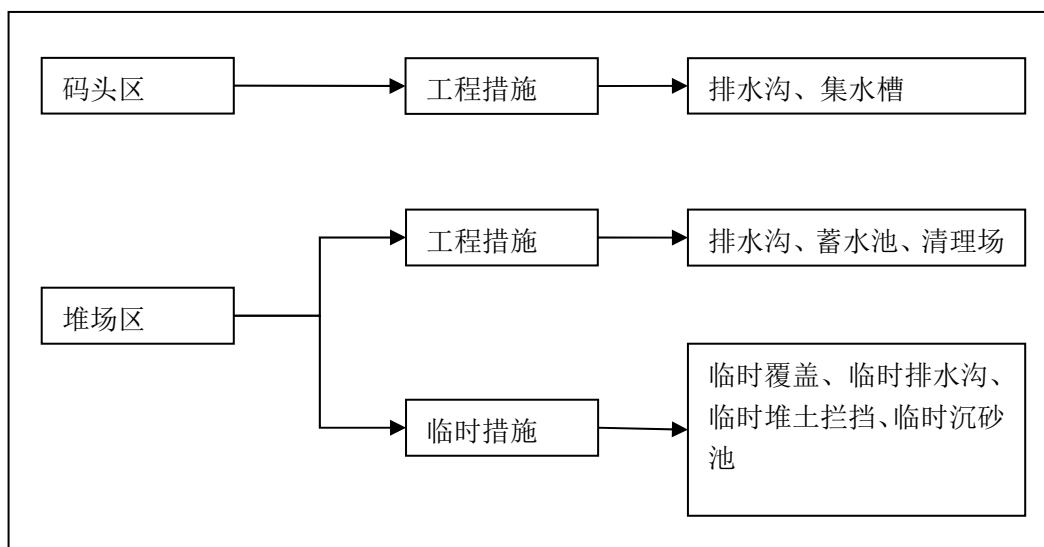 码头区
工程措施
排水沟、集水槽
工程措施
排水沟、蓄水池、清理场
堆场区
临时措施
临时覆盖、临时排水沟、
临时堆土拦挡、临时沉砂
池